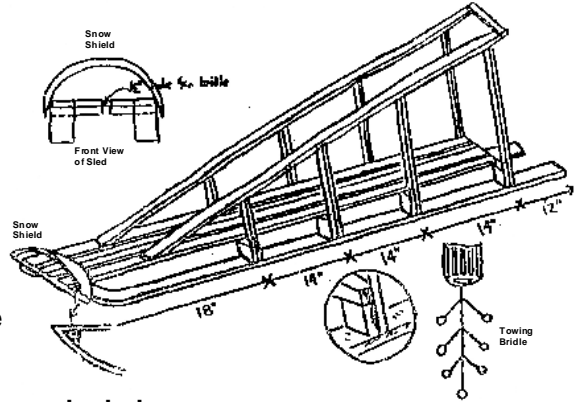 Snow
Shield
Front View
of Sled
Snow
Shield
18"
14"
14"
14"
12"
Towing
Bridle